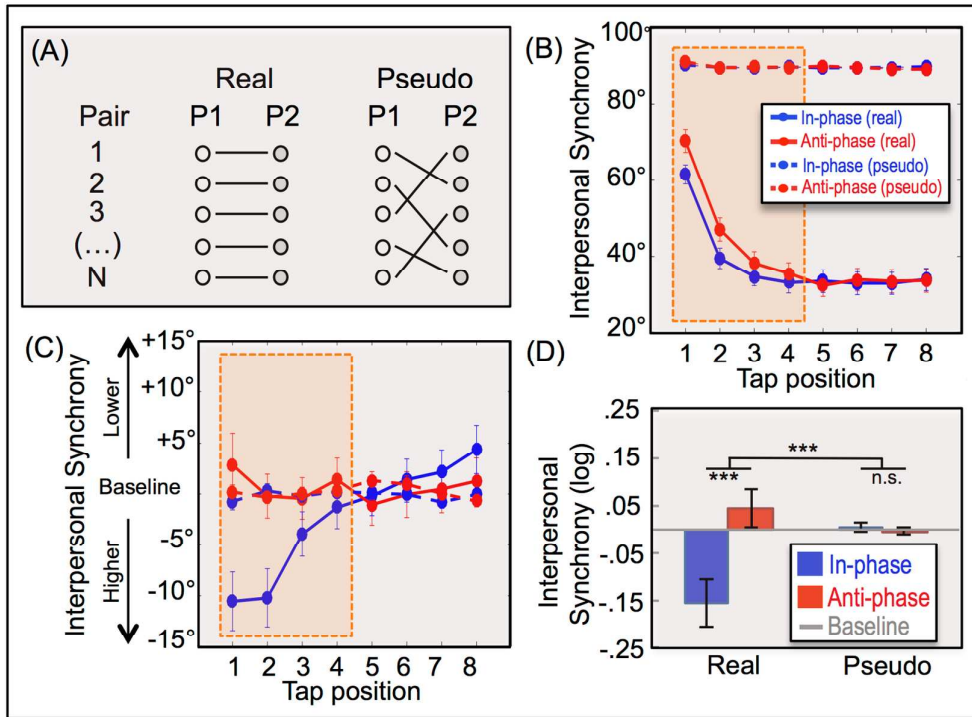 (A)
Real Pseudo
Pair P1 P2 P1 P2
1
2
3
(...)
N
(B)
Interpersonal Synchrony
100°
80°
60°
40°
20°
In-phase (real)
Anti-phase (real)
In-phase (pseudo)
Anti-phase (pseudo)
1 2 3 4 5 6 7 8
Tap position
(C)
Interpersonal Synchrony
Lower
Baseline
Higher
+15°
+10°
+5°
-5°
-10°
-15°
1 2 3 4 5 6 7 8
Tap position
(D)
Interpersonal
Synchrony (log)
.25
.15
.05
-.05
-.15
-.25
***
***
n.s.
In-phase
Anti-phase
Baseline
Real Pseudo